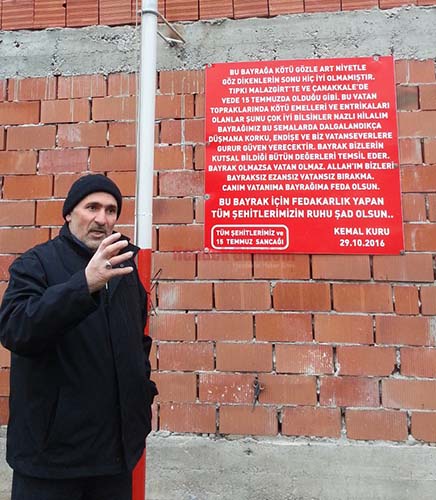 BU BAYRAĞA KÖTÜ GÖZLE ART NİYETLE
GÖZ DİKENLERİN SONU HİÇ İYİ OLMAMIŞTIR.
TIPKI MALAZGİRT'TE VE ÇANAKKALE'DE
VEDE 15 TEMMUZDA OLDUĞU GİBİ. BU VATAN
TOPRAKLARINDA KÖTÜ EMELLERİ VE ENTRİKALARI
OLANLAR ŞUNU ÇOK İYİ BİLSİNLER NAZLI HİLALIM
BAYRAĞIMIZ BU SEMALARDA DALGALANDIKÇA
DÜŞMANA KORKU, ENDİŞE VE BİZ VATANSEVERLERE
GURUR GÜVEN VERECEKTİR. BAYRAK BİZLERİN
KUTSAL BİLDİĞİ BÜTÜN DEĞERLERİ TEMSİL EDER.
BAYRAK OLMAZSA VATAN OLMAZ. ALLAH'IM BİZLERİ
BAYRAKSIZ EZANSIZ VATANSIZ BIRAKMA.
CANIM VATANIMA BAYRAĞIMA FEDA OLSUN.
BU BAYRAK İÇİN FEDAKARLIK YAPAN
TÜM ŞEHİTLERİMİZİN RUHU ŞAD OLSUN..
TÜM ŞEHİTLERİMİZ ve
15 TEMMUZ SANCAĞI
KEMAL KURU
29.10.2016